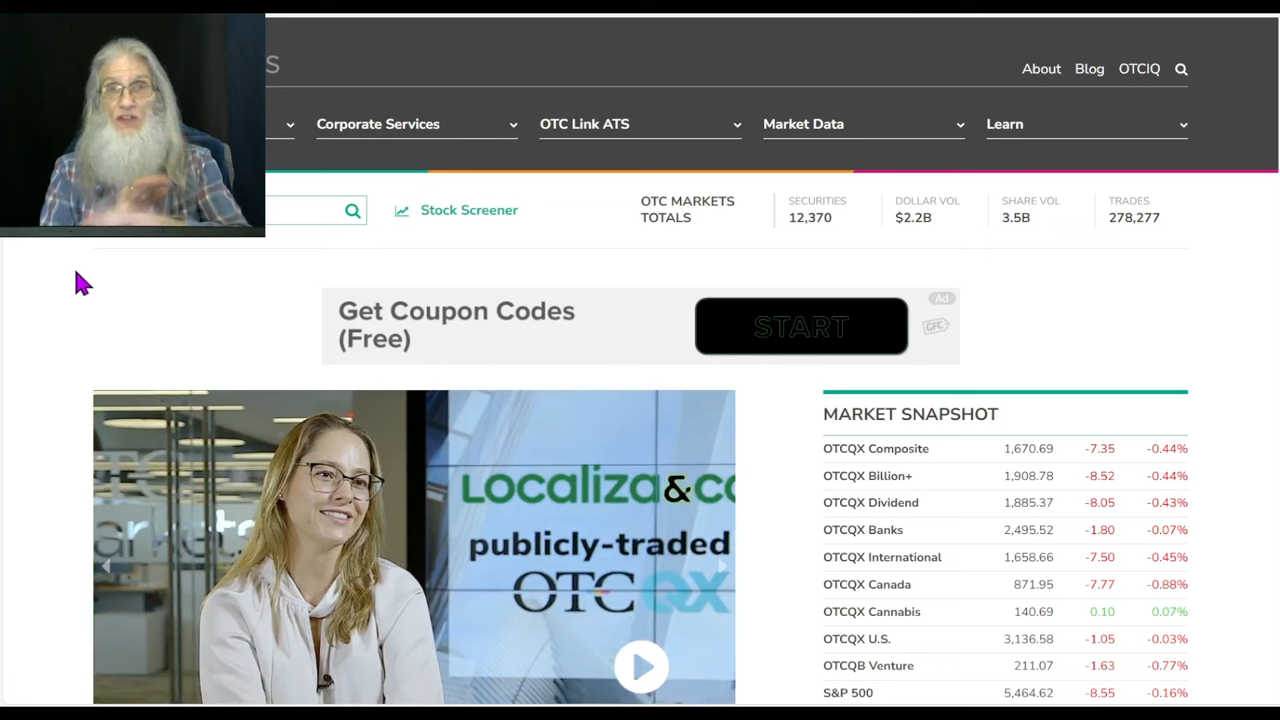 S
About Blog OTCIQ
Corporate Services OTC Link ATS Market Data Learn
Stock Screener
OTC MARKETS
TOTALS
SECURITIES
12,370
DOLLAR VOL
$2.2B
SHARE VOL
3.5B
TRADES
278,277
Get Coupon Codes
(Free)
START
Ad
GFC
LOCALIZA&CO
publicly-traded
OTCQX
MARKET SNAPSHOT
OTCQX Composite 1,670.69 -7.35 -0.44%
OTCQX Billion+ 1,908.78 -8.52 -0.44%
OTCQX Dividend 1,885.37 -8.05 -0.43%
OTCQX Banks 2,495.52 -1.80 -0.07%
OTCQX International 1,658.66 -7.50 -0.45%
OTCQX Canada 871.95 -7.77 -0.88%
OTCQX Cannabis 140.69 0.10 0.07%
OTCQX U.S. 3,136.58 -1.05 -0.03%
OTCQB Venture 211.07 -1.63 -0.77%
S&P 500 5,464.62 -8.55 -0.16%